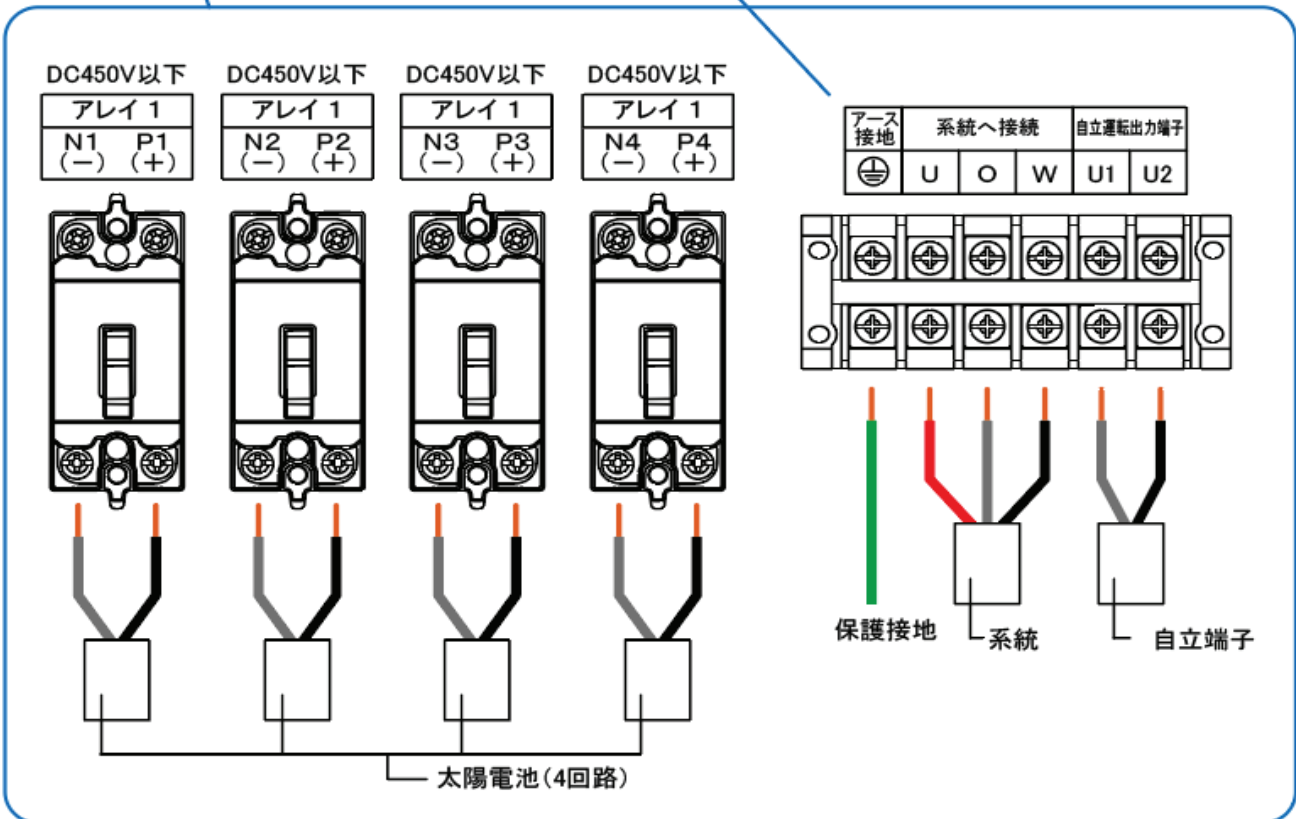 DC450V以下 DC450V以下 DC450V以下 DC450V以下
アレイ 1 アレイ 1 アレイ 1 アレイ 1
N1 P1 N2 P2 N3 P3 N4 P4
(−) (+) (−) (+) (−) (+) (−) (+)
アース
接地
系統へ接続
自立運転出力端子
U O W U1 U2
保護接地
系統
自立端子
太陽電池(4回路)